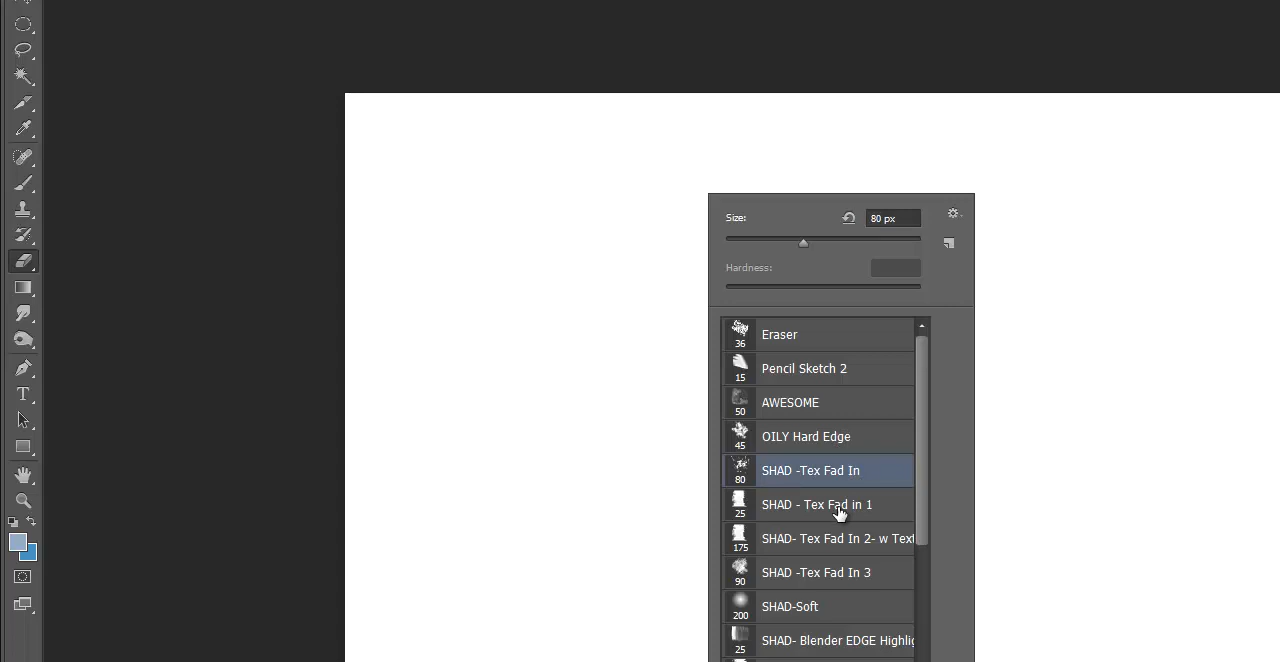 Size:
80 px
Hardness:
Eraser
36
Pencil Sketch 2
15
AWESOME
50
OILY Hard Edge
45
SHAD -Tex Fad In
80
SHAD - Tex Fad in 1
25
SHAD- Tex Fad In 2- w Text
175
SHAD -Tex Fad In 3
90
SHAD-Soft
200
SHAD- Blender EDGE Highlig
25
T